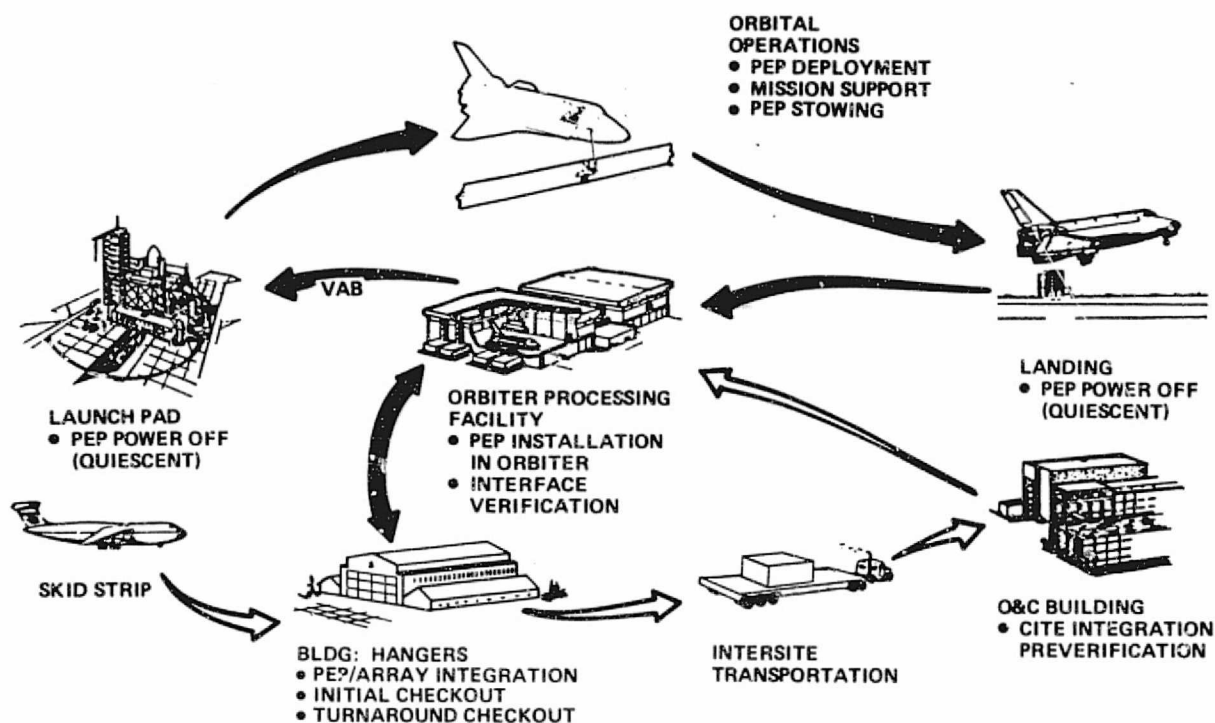 ORBITAL
OPERATIONS
• PEP DEPLOYMENT
• MISSION SUPPORT
• PEP STOWING
VAB
LAUNCH PAD
• PEP POWER OFF
(QUIESCENT)
ORBITER PROCESSING
FACILITY
• PEP INSTALLATION
IN ORBITER
• INTERFACE
VERIFICATION
LANDING
• PEP POWER OFF
(QUIESCENT)
SKID STRIP
BLDG: HANGERS
• PEP/ARRAY INTEGRATION
• INITIAL CHECKOUT
• TURNAROUND CHECKOUT
INTERSITE
TRANSPORTATION
O&C BUILDING
• CITE INTEGRATION
PREVERIFICATION